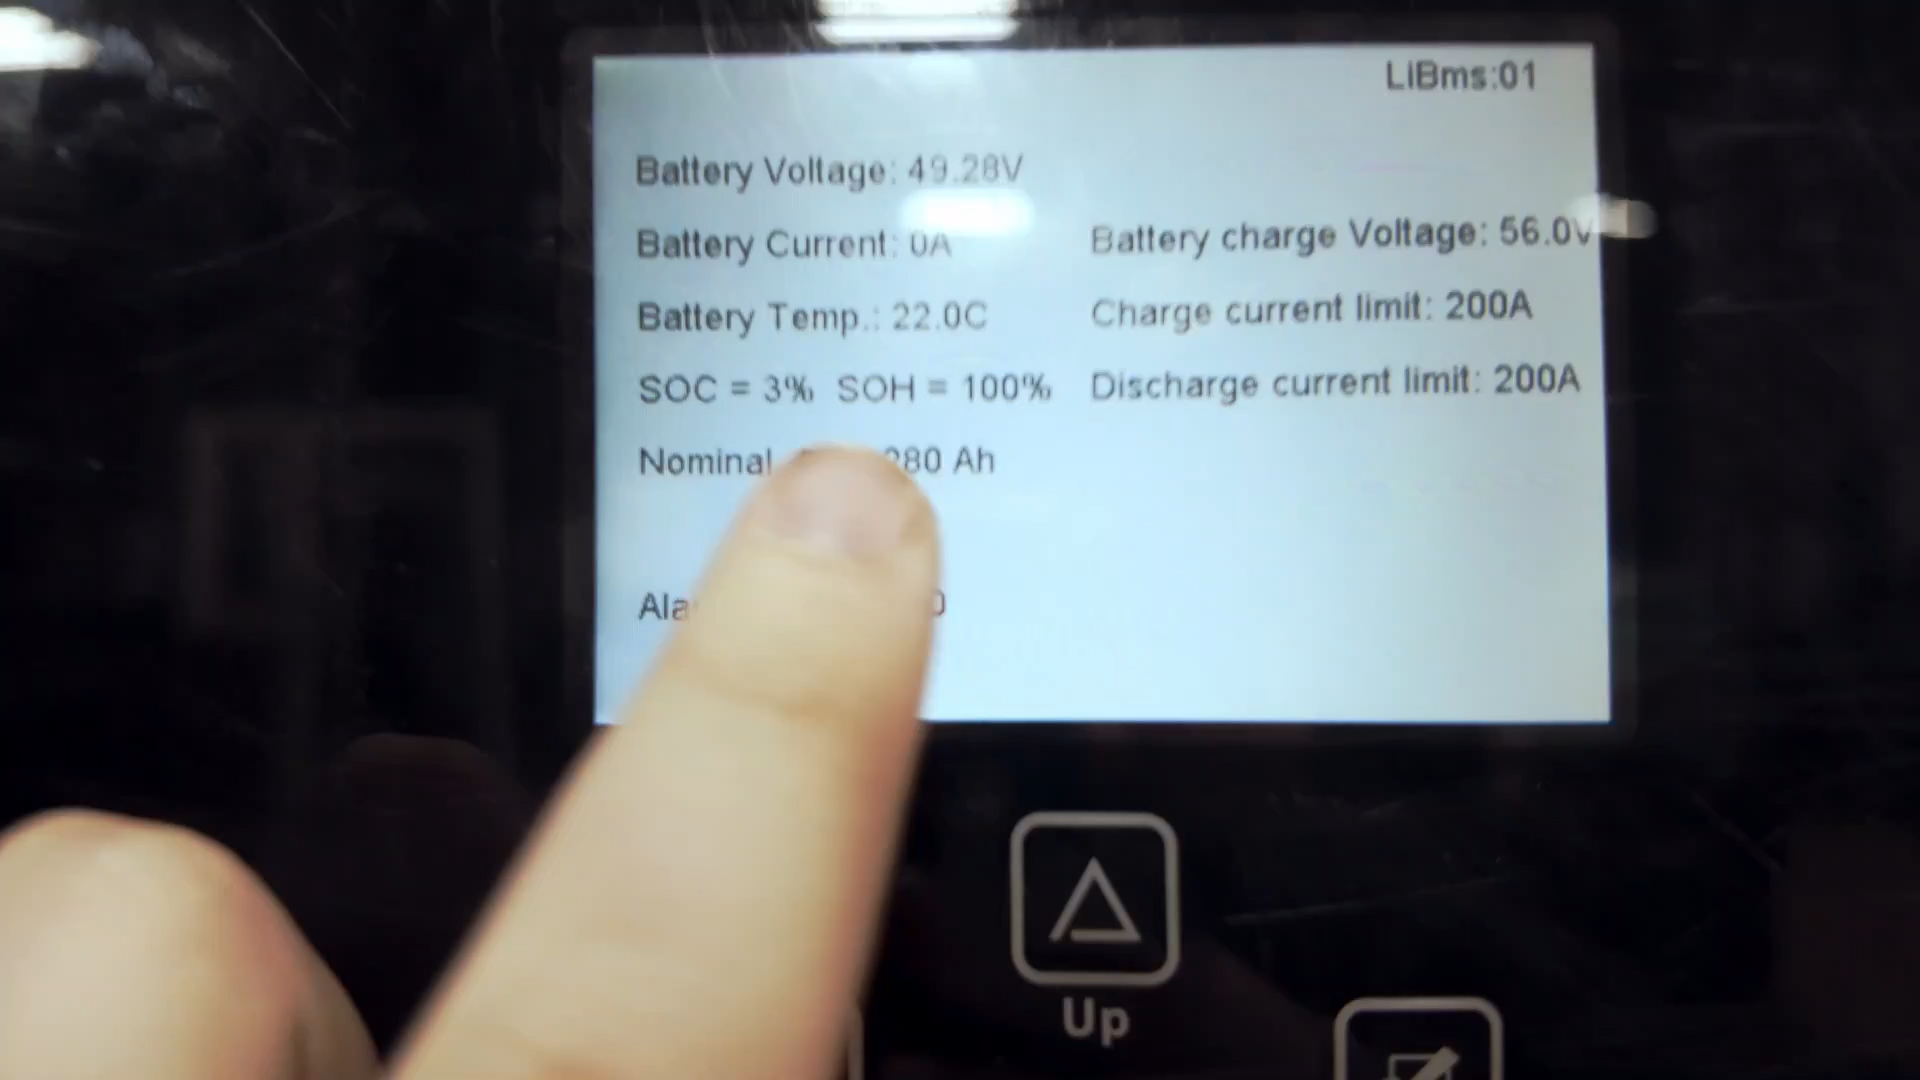 LiBms:01
Battery Voltage: 49.28V
Battery Current: 0A
Battery charge Voltage: 56.0V
Battery Temp.: 22.0C
Charge current limit: 200A
SOC = 3% SOH = 100%
Discharge current limit: 200A
Nominal 280 Ah
Up